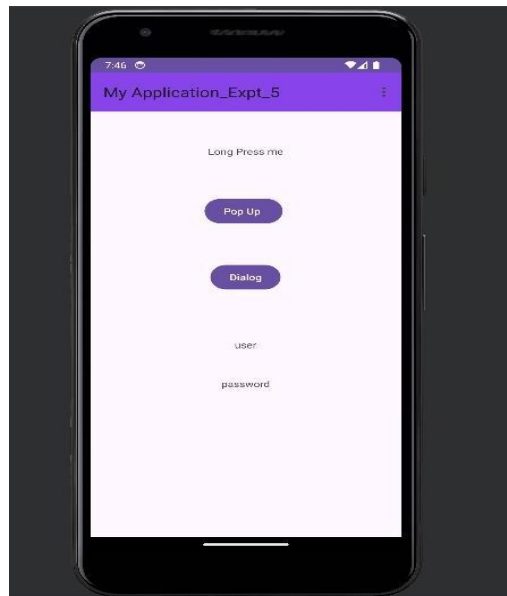 7:46
My Application_Expt_5
Long Press me
Pop Up
Dialog
user
password